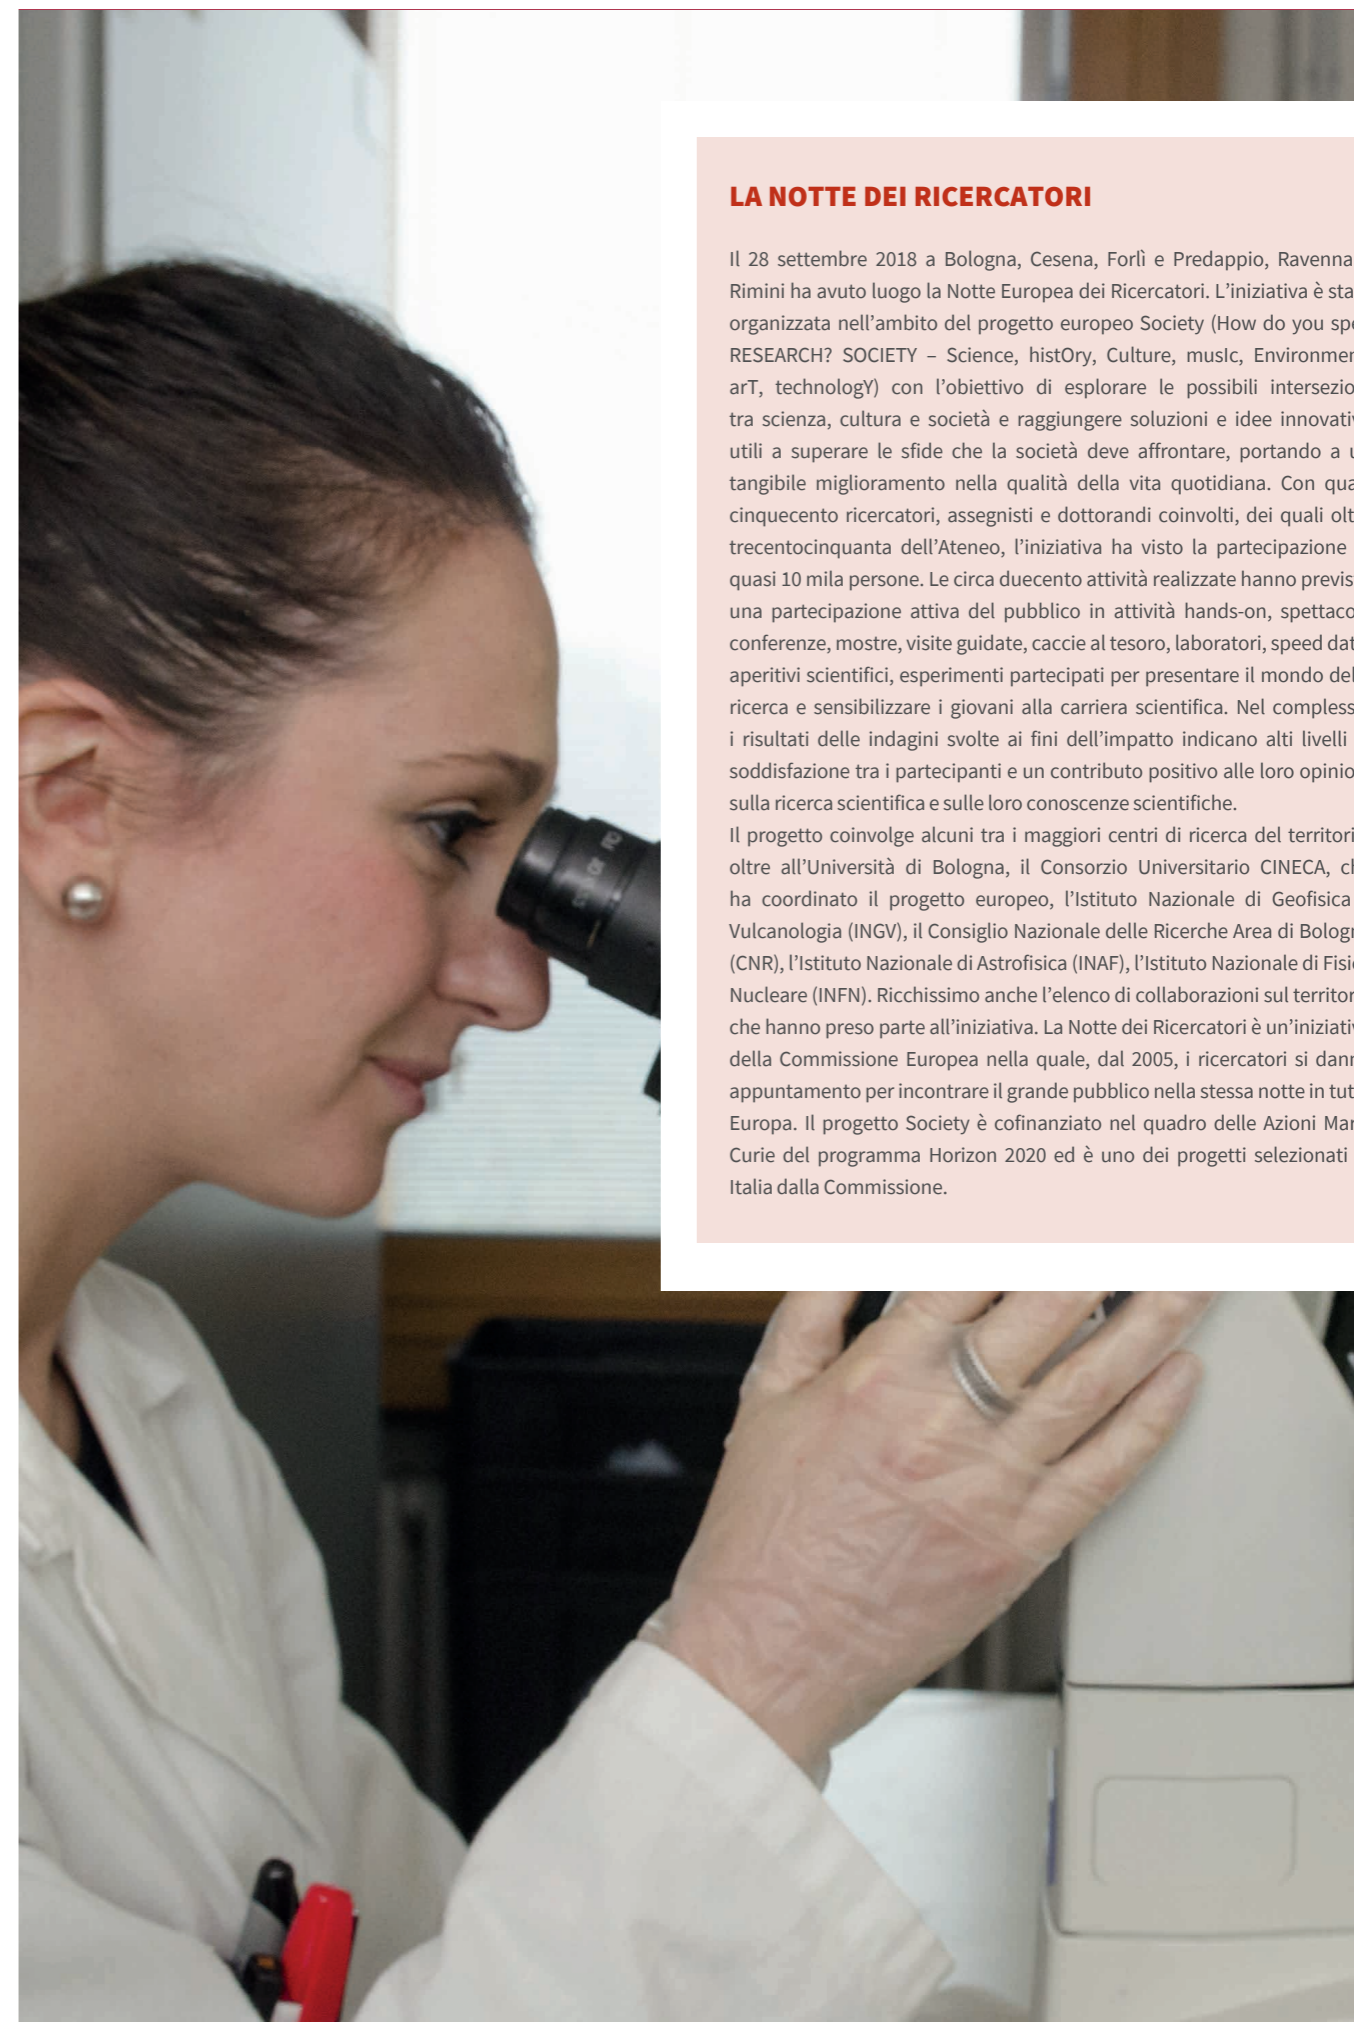 LA NOTTE DEI RICERCATORI
Il 28 settembre 2018 a Bologna, Cesena, Forlì e Predappio, Ravenna
Rimini ha avuto luogo la Notte Europea dei Ricercatori. L’iniziativa è
organizzata nell’ambito del progetto europeo Society (How do you
RESEARCH? SOCIETY – Science, histOry, Culture, musIc,
arT, technologY) con l’obiettivo di esplorare le possibili
tra scienza, cultura e società e raggiungere soluzioni e idee
utili a superare le sfide che la società deve affrontare, portando a
tangibile miglioramento nella qualità della vita quotidiana. Con
cinquecento ricercatori, assegnisti e dottorandi coinvolti, dei quali
trecentocinquanta dell’Ateneo, l’iniziativa ha visto la partecipazione
quasi 10 mila persone. Le circa duecento attività realizzate hanno
una partecipazione attiva del pubblico in attività hands-on,
conferenze, mostre, visite guidate, caccie al tesoro, laboratori, speed
aperitivi scientifici, esperimenti partecipati per presentare il mondo
ricerca e sensibilizzare i giovani alla carriera scientifica. Nel
i risultati delle indagini svolte ai fini dell’impatto indicano alti livelli
soddisfazione tra i partecipanti e un contributo positivo alle loro
sulla ricerca scientifica e sulle loro conoscenze scientifiche.
Il progetto coinvolge alcuni tra i maggiori centri di ricerca del
oltre all’Università di Bologna, il Consorzio Universitario CINECA,
ha coordinato il progetto europeo, l’Istituto Nazionale di Geofisica
Vulcanologia (INGV), il Consiglio Nazionale delle Ricerche Area di
(CNR), l’Istituto Nazionale di Astrofisica (INAF), l’Istituto Nazionale di
Nucleare (INFN). Ricchissimo anche l’elenco di collaborazioni sul
che hanno preso parte all’iniziativa. La Notte dei Ricercatori è
della Commissione Europea nella quale, dal 2005, i ricercatori si
appuntamento per incontrare il grande pubblico nella stessa notte in
Europa. Il progetto Society è cofinanziato nel quadro delle Azioni
Curie del programma Horizon 2020 ed è uno dei progetti selezionati
Italia dalla Commissione.